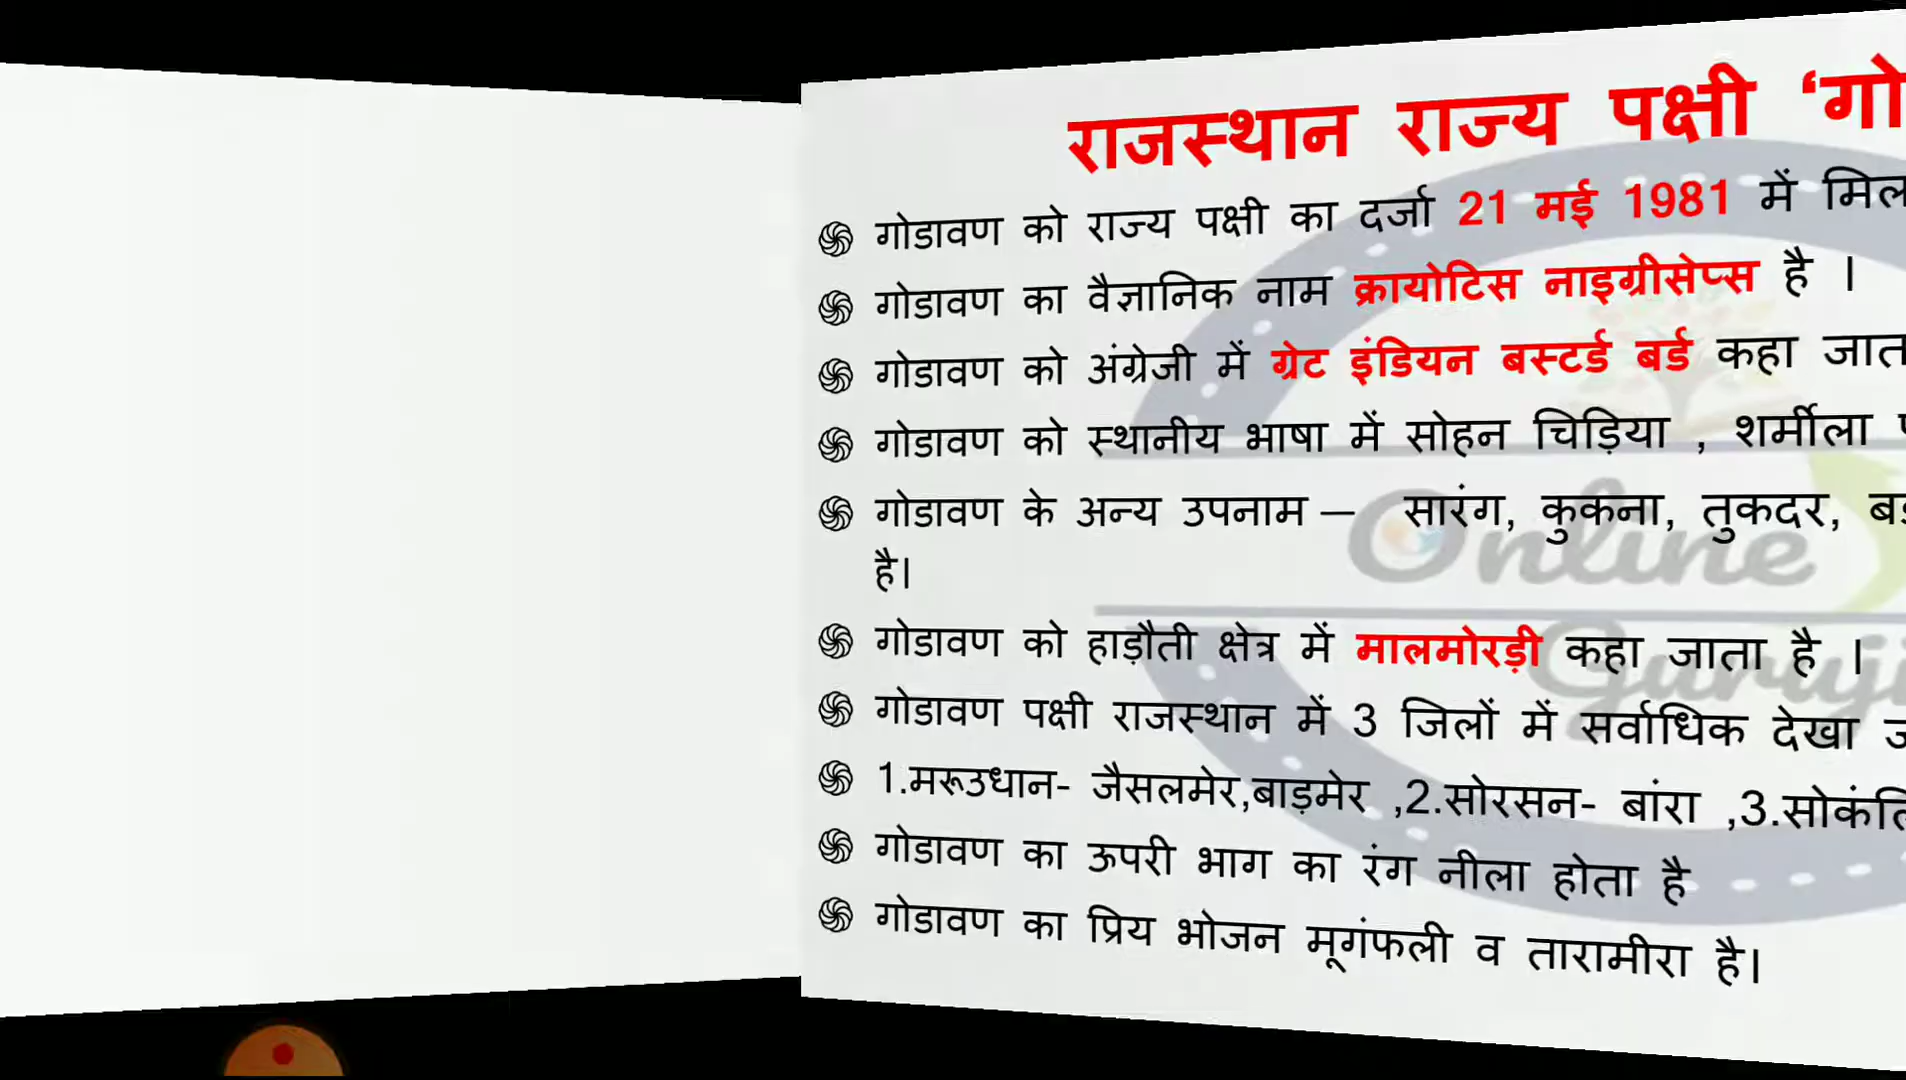 राजस्थान राज्य पक्षी ‘गो
गोडावण को राज्य पक्षी का दर्जा 21 मई 1981 में मिल
गोडावण का वैज्ञानिक नाम क्रायोटिस नाइग्रीसेप्स है ।
गोडावण को अंग्रेजी में ग्रेट इंडियन बस्टर्ड बर्ड कहा जात
गोडावण को स्थानीय भाषा में सोहन चिड़िया , शर्मीला
गोडावण के अन्य उपनाम – सारंग, कुकना, तुकदर,
है।
गोडावण को हाड़ौती क्षेत्र में मालमोरड़ी कहा जाता है ।
गोडावण पक्षी राजस्थान में 3 जिलों में सर्वाधिक देखा
1.मरूउधान- जैसलमेर,बाड़मेर ,2.सोरसन- बांरा ,3.सोकंलि
गोडावण का ऊपरी भाग का रंग नीला होता है
गोडावण का प्रिय भोजन मूगंफली व तारामीरा है।
Online
Guruji